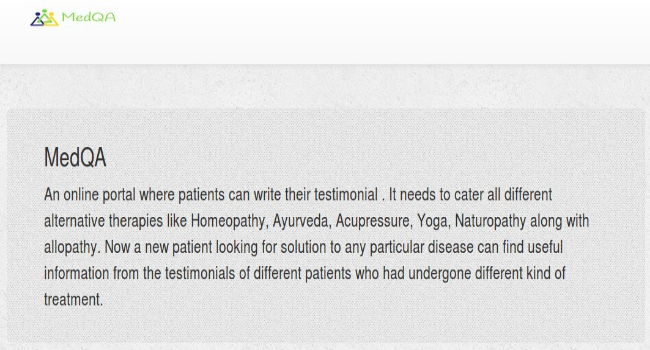 MedQA
MedQA
An online portal where patients can write their testimonial . It needs to cater all different
alternative therapies like Homeopathy, Ayurveda, Acupressure, Yoga, Naturopathy along with
allopathy. Now a new patient looking for solution to any particular disease can find useful
information from the testimonials of different patients who had undergone different kind of
treatment.